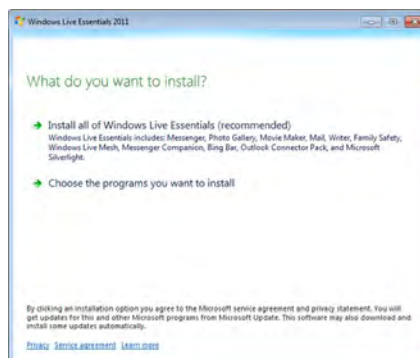 Windows Live Essentials 2011
What do you want to install?
Install all of Windows Live Essentials (recommended)
Windows Live Essentials includes: Messenger, Photo Gallery, Movie Maker, Mail, Writer, Family Safety,
Windows Live Mesh, Messenger Companion, Bing Bar, Outlook Connector Pack, and Microsoft
Silverlight.
Choose the programs you want to install
By clicking an installation option you agree to the Microsoft service agreement and privacy statement. You will
get updates for this and other Microsoft programs from Microsoft Update. This software may also download and
install some updates automatically.
Privacy Service agreement Learn more